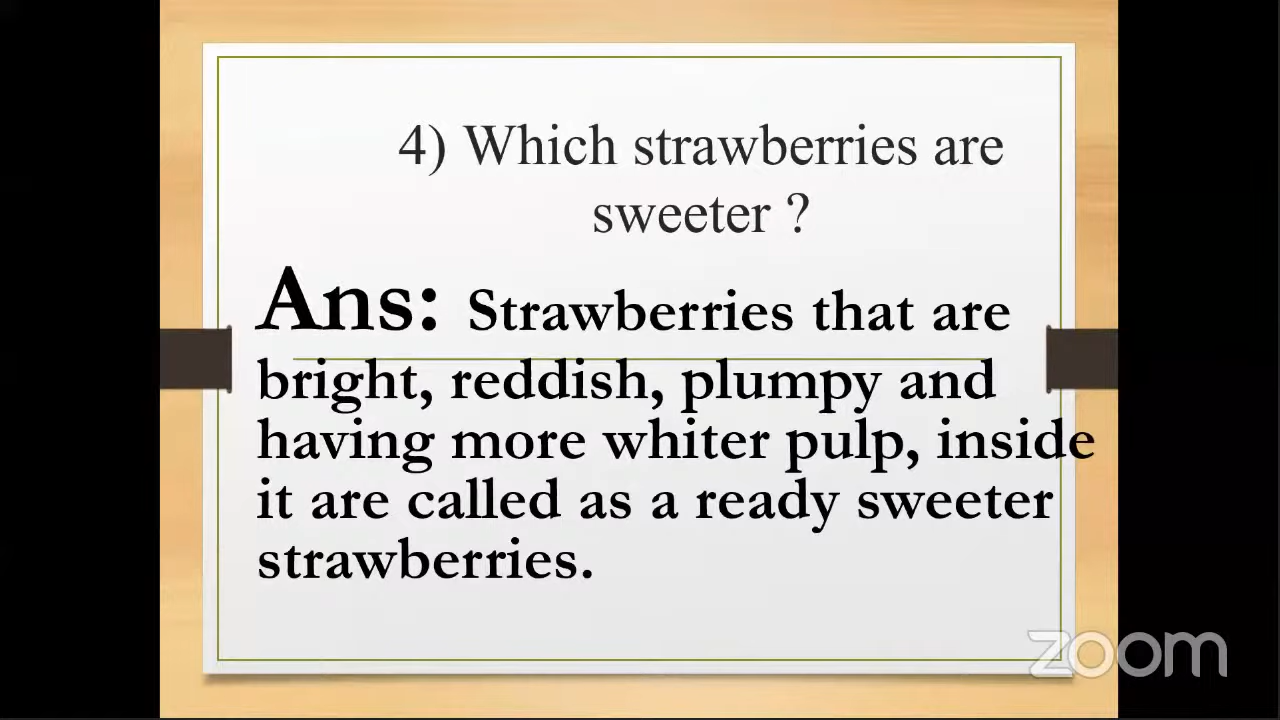 4) Which strawberries are
sweeter ?
Ans: Strawberries that are
bright, reddish, plumpy and
having more whiter pulp, inside
it are called as a ready sweeter
strawberries.
zoom